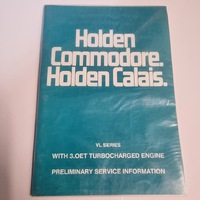 Holden
Commodore.
Holden Calais.
VL SERIES
WITH 3.0ET TURBOCHARGED ENGINE
PRELIMINARY SERVICE INFORMATION